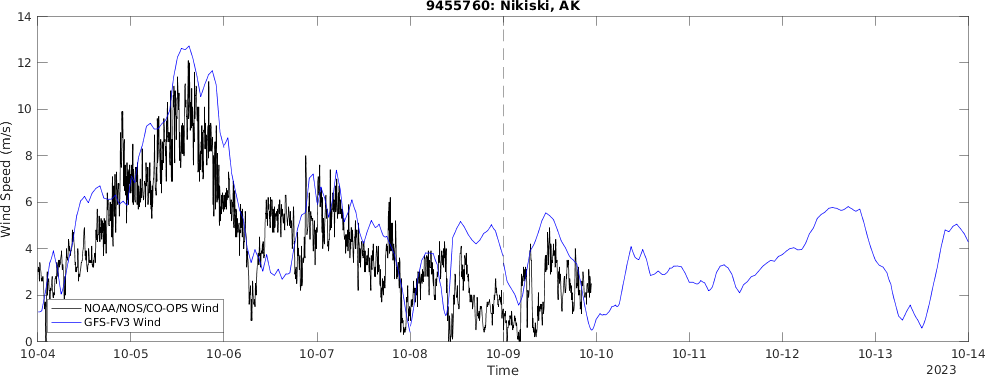 9455760: Nikiski, AK
14
12
10
8
6
4
2
0
Wind Speed (m/s)
NOAA/NOS/CO-OPS Wind
GFS-FV3 Wind
10-04 10-05 10-06 10-07 10-08 10-09 10-10 10-11 10-12 10-13 10-14
Time
2023